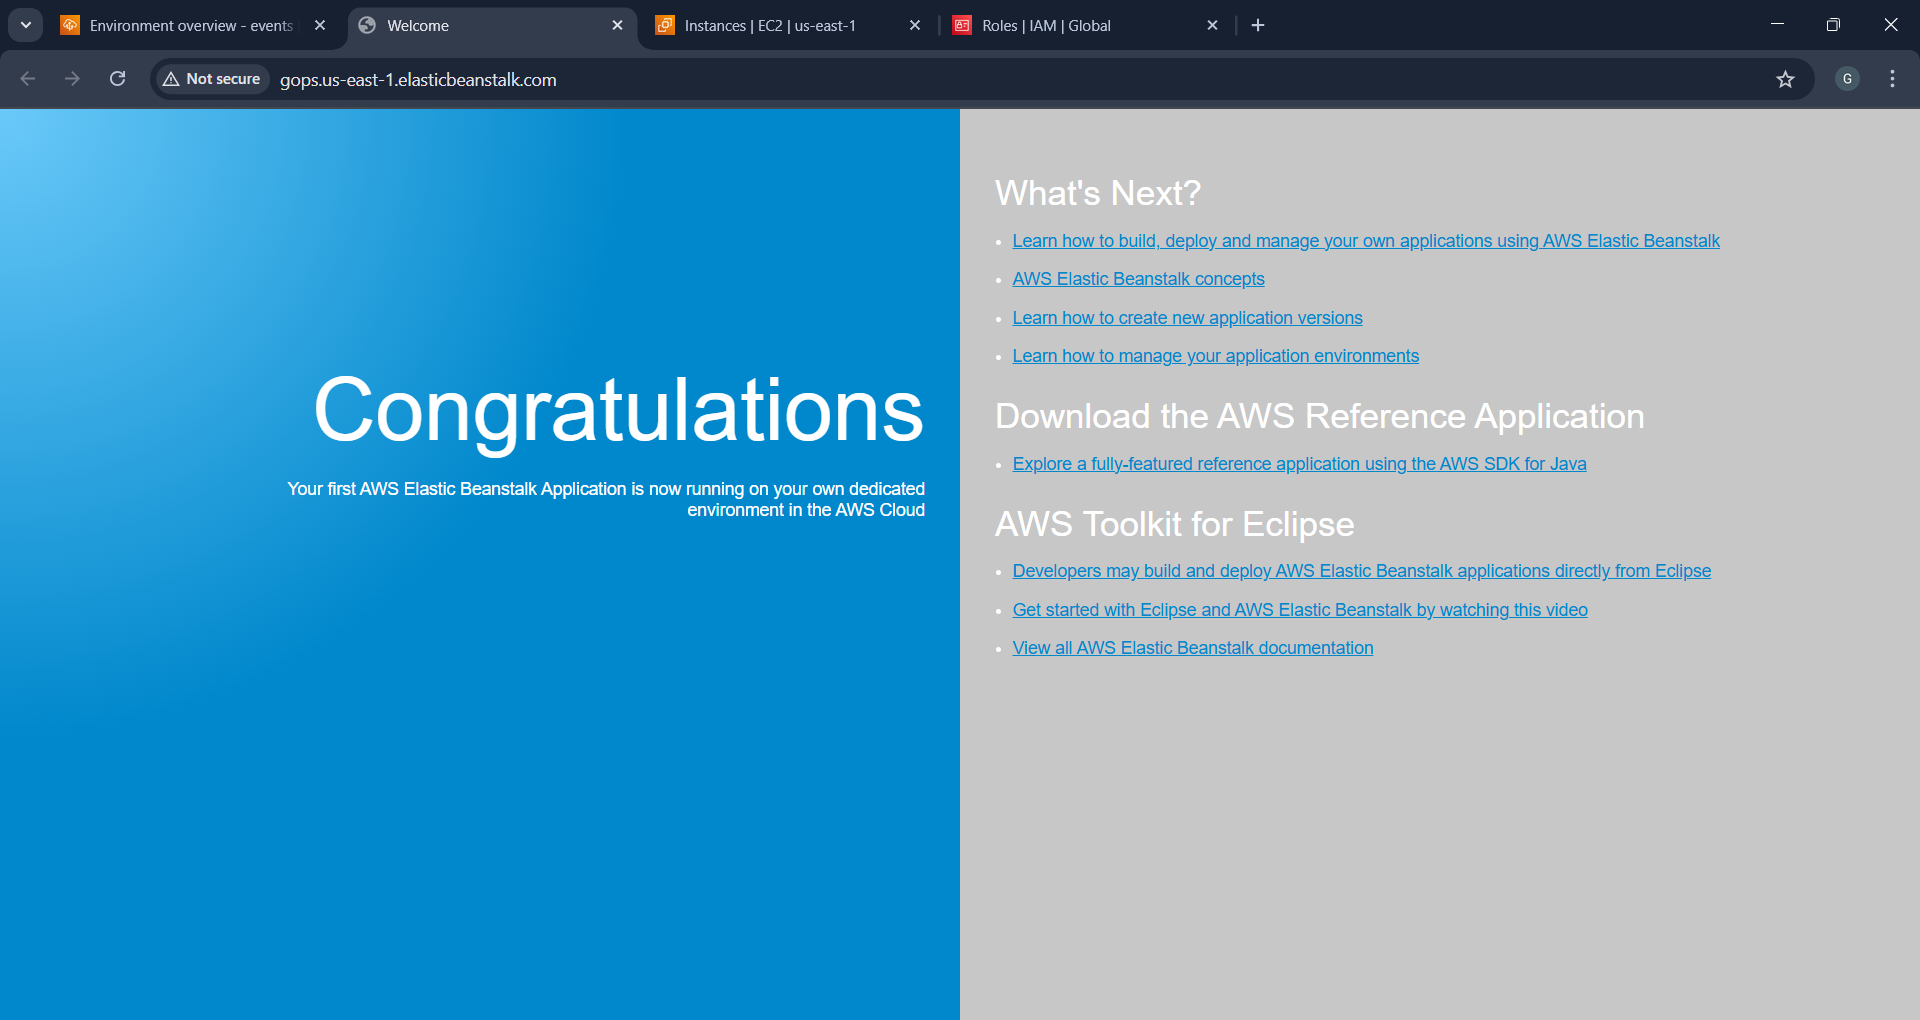 Environment overview - events
Welcome
Instances | EC2 | us-east-1
Roles | IAM | Global
Not secure
gops.us-east-1.elasticbeanstalk.com
G
Congratulations
Your first AWS Elastic Beanstalk Application is now running on your own dedicated
environment in the AWS Cloud
What's Next?
Learn how to build, deploy and manage your own applications using AWS Elastic Beanstalk
AWS Elastic Beanstalk concepts
Learn how to create new application versions
Learn how to manage your application environments
Download the AWS Reference Application
Explore a fully-featured reference application using the AWS SDK for Java
AWS Toolkit for Eclipse
Developers may build and deploy AWS Elastic Beanstalk applications directly from Eclipse
Get started with Eclipse and AWS Elastic Beanstalk by watching this video
View all AWS Elastic Beanstalk documentation